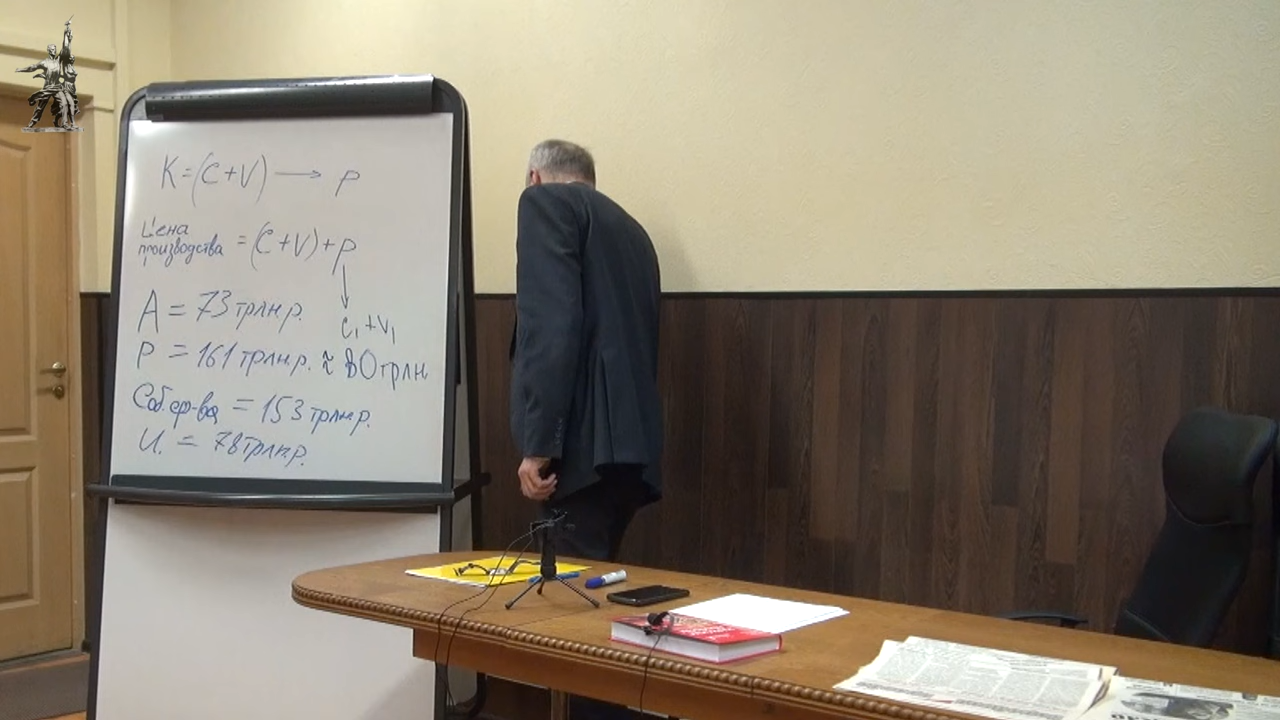 K=(C+V) → p
Цена
производства = (C+V)+p
↓
C₁+V₁
A = 73 трлн.р.
P = 161 трлн.р. ≈ 80 трлн.
Соб.ср-ва = 153 трлн.р.
И. = 78 трлн.р.